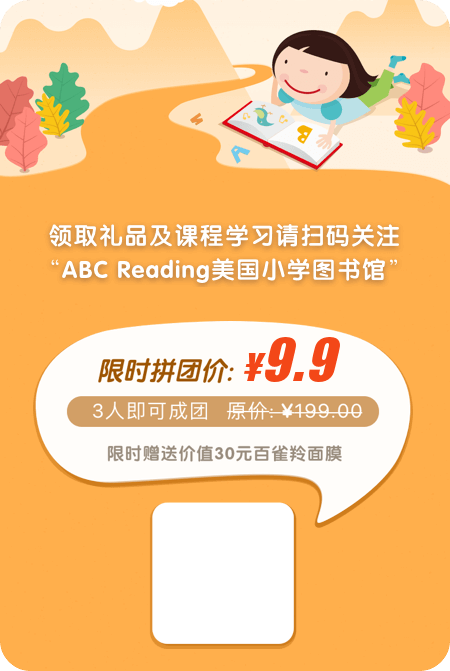 W
A
B
领取礼品及课程学习请扫码关注
“ABC Reading美国小学图书馆”
限时拼团价: ¥9.9
3人即可成团 原价: ¥199.00
限时赠送价值30元百雀羚面膜